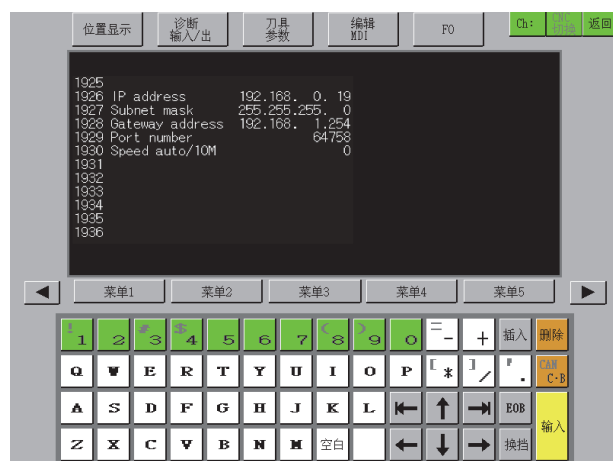 位置显示 诊断 刀具 编辑 F0 Ch: CNC 返回
输入/出 参数 MDI 切换
1925
1926 IP address 192.168. 0. 19
1927 Subnet mask 255.255.255. 0
1928 Gateway address 192.168. 1.254
1929 Port number 64758
1930 Speed auto/10M 0
1931
1932
1933
1934
1935
1936
◀ 菜单1 菜单2 菜单3 菜单4 菜单5 ▶
! # $ ( ) =
1 2 3 4 5 6 7 8 9 0 - + 插入 删除
Q W E R T Y U I O P [ * ] / ' . CAN
C·B
A S D F G H J K L ⇤ ↑ ⇥ EOB
输入
Z X C V B N M 空白 ← ↓ → 换挡